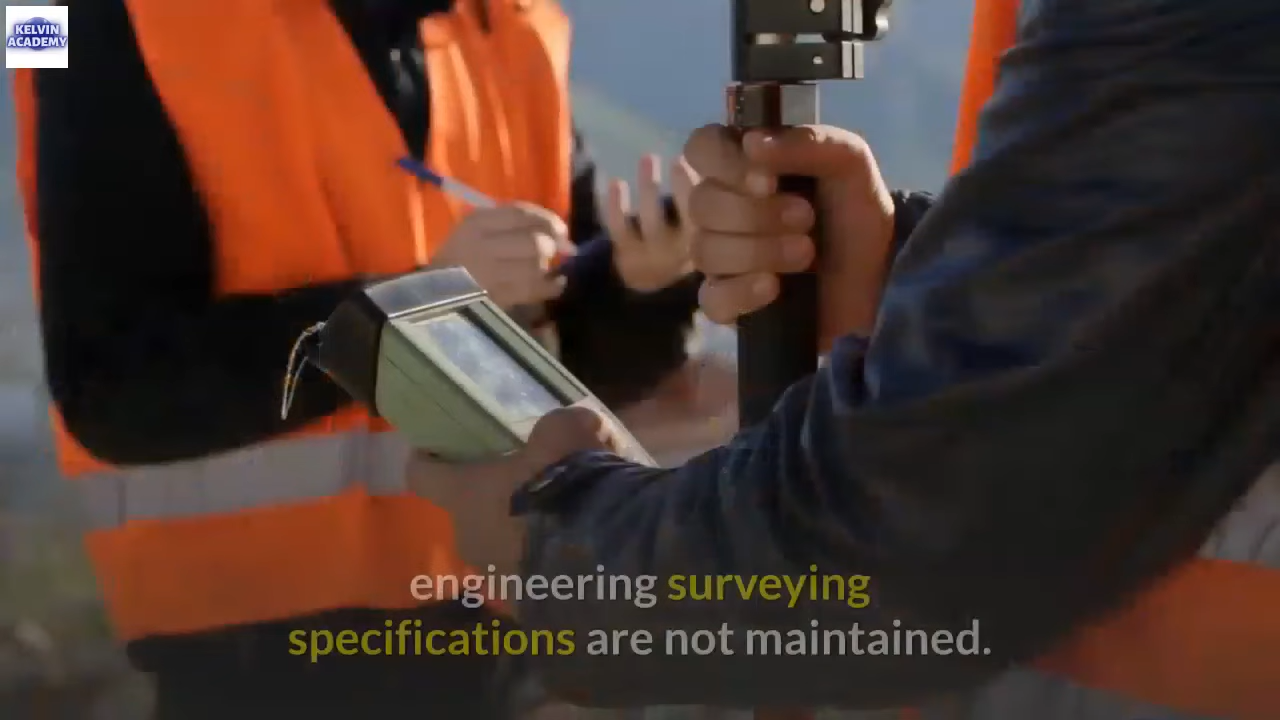 KELVIN
ACADEMY
engineering surveying
specifications are not maintained.